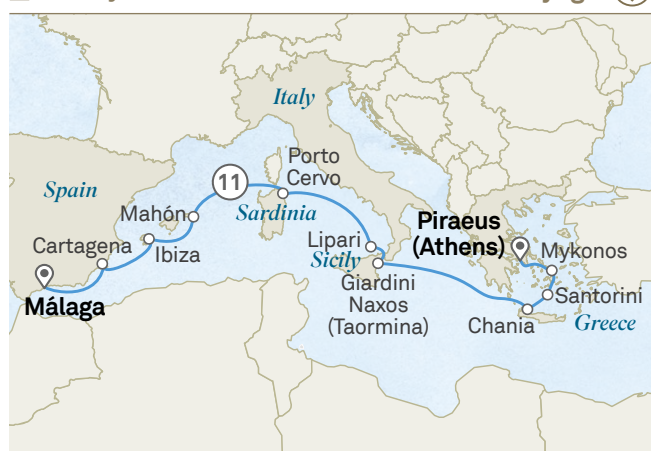 Italy
Porto
Cervo
11
Spain
Mahón
Sardinia
Cartagena
Ibiza
Málaga
Lipari
Sicily
Giardini
Naxos
(Taormina)
Piraeus
(Athens)
Mykonos
Santorini
Chania
Greece